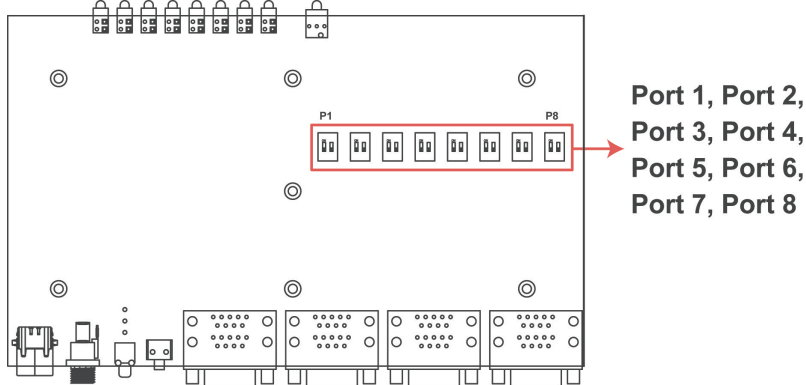 P1 P8
Port 1, Port 2,
Port 3, Port 4,
Port 5, Port 6,
Port 7, Port 8